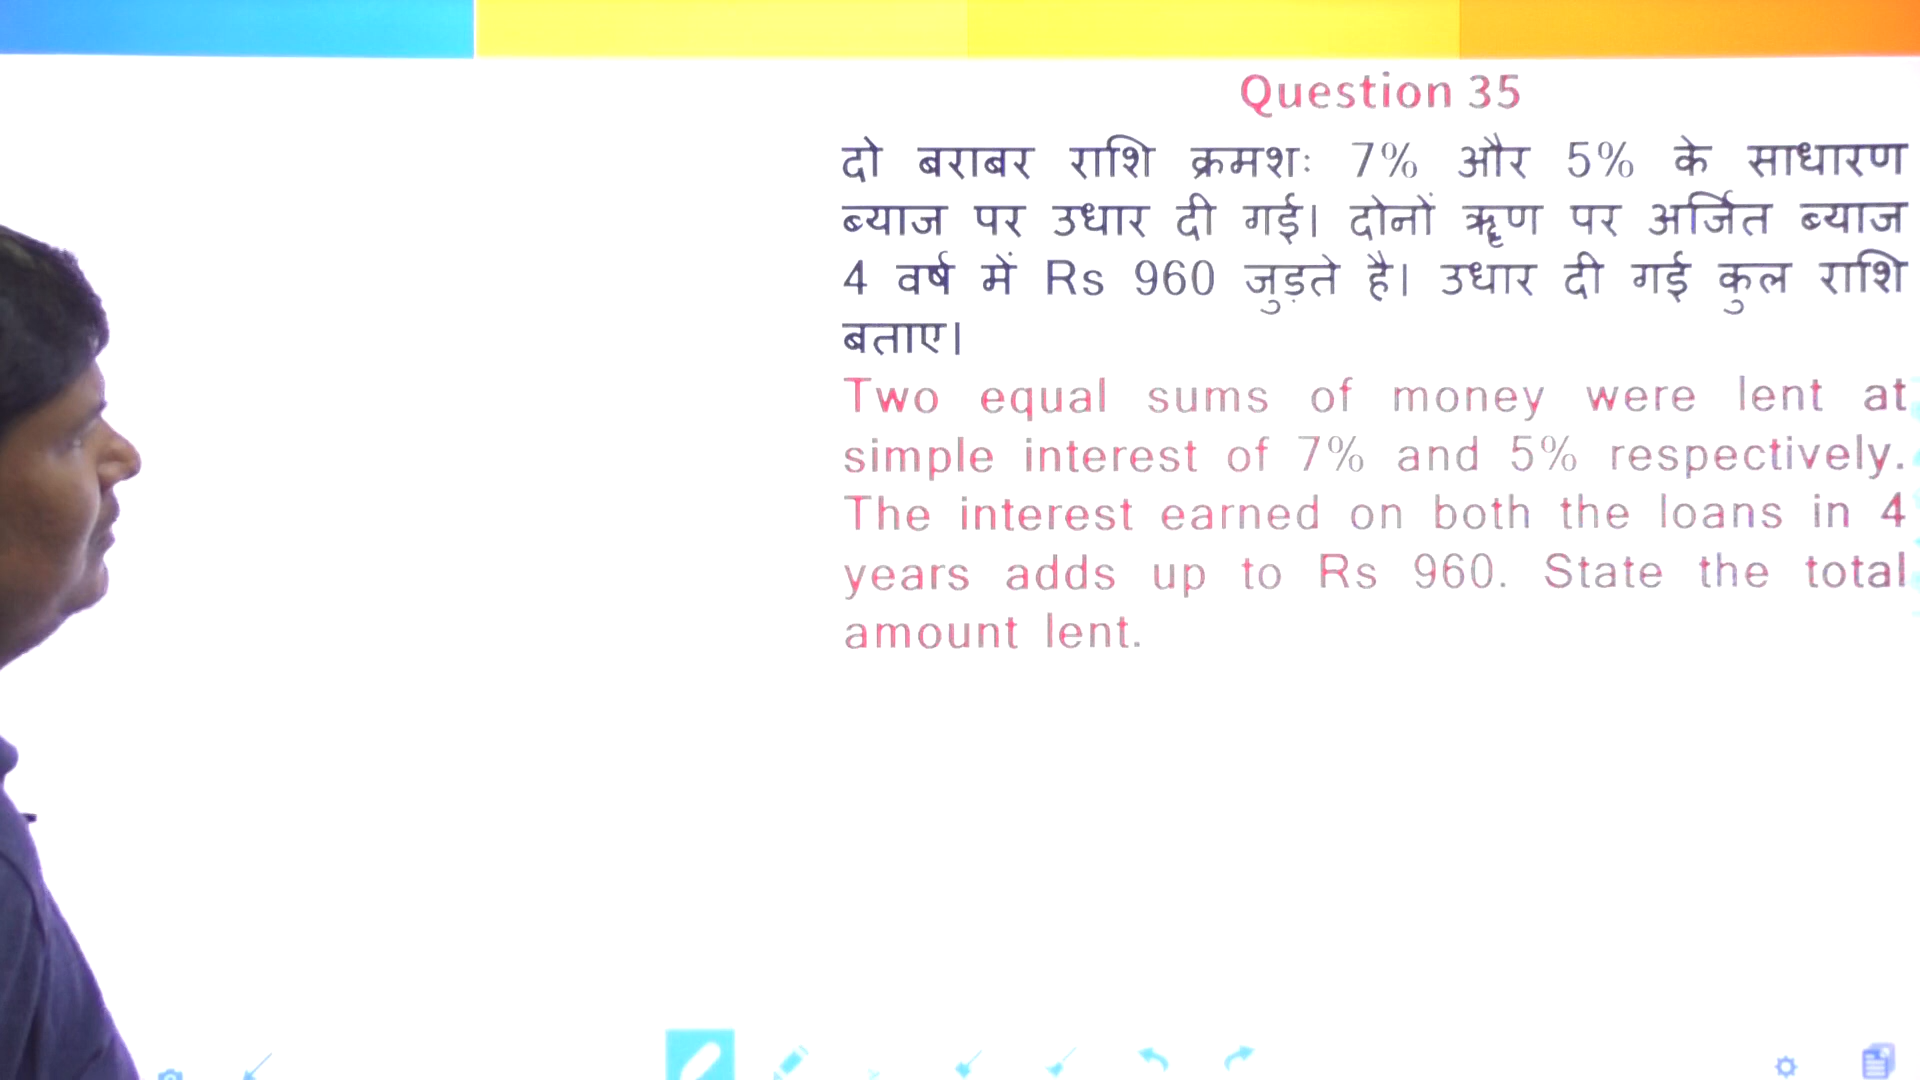 Question 35
दो बराबर राशि क्रमशः 7% और 5% के साधारण
ब्याज पर उधार दी गई। दोनों ॠण पर अर्जित ब्याज
4 वर्ष में Rs 960 जुड़ते है। उधार दी गई कुल राशि
बताए।
Two equal sums of money were lent at
simple interest of 7% and 5% respectively.
The interest earned on both the loans in 4
years adds up to Rs 960. State the total
amount lent.